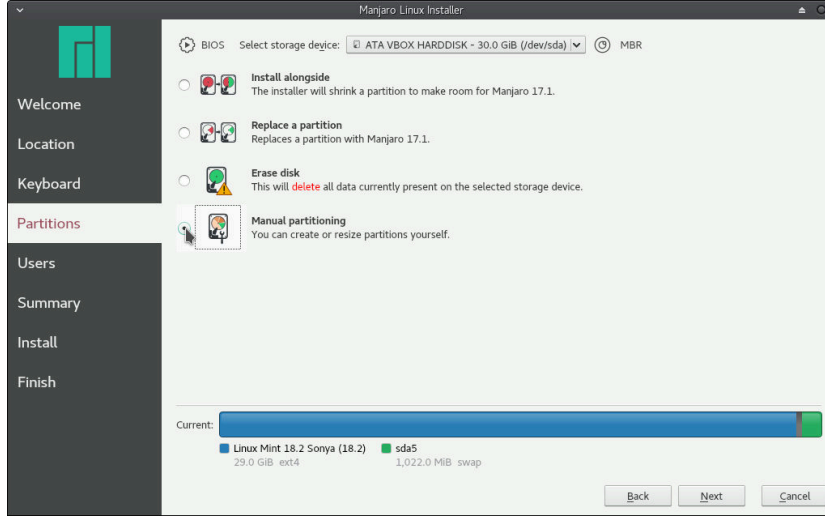 Manjaro Linux Installer
BIOS Select storage device: ATA VBOX HARDDISK - 30.0 GiB (/dev/sda) MBR
Welcome
Location
Keyboard
Partitions
Users
Summary
Install
Finish
Install alongside
The installer will shrink a partition to make room for Manjaro 17.1.
Replace a partition
Replaces a partition with Manjaro 17.1.
Erase disk
This will delete all data currently present on the selected storage device.
Manual partitioning
You can create or resize partitions yourself.
Current:
Linux Mint 18.2 Sonya (18.2) sda5
29.0 GiB ext4 1,022.0 MiB swap
Back Next Cancel